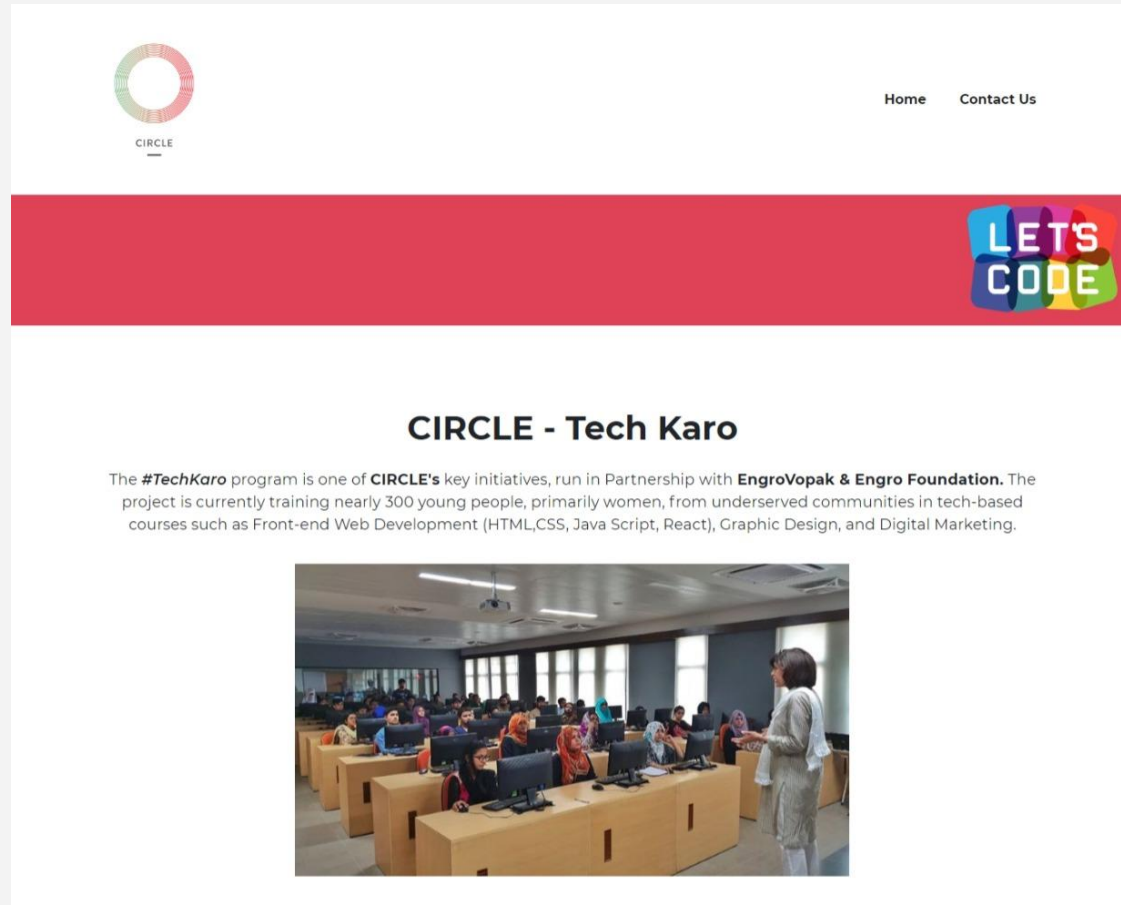 CIRCLE
Home
Contact Us
LET'S
CODE
CIRCLE - Tech Karo
The #TechKaro program is one of CIRCLE's key initiatives, run in Partnership with EngroVopak & Engro Foundation. The
project is currently training nearly 300 young people, primarily women, from underserved communities in tech-based
courses such as Front-end Web Development (HTML,CSS, Java Script, React), Graphic Design, and Digital Marketing.